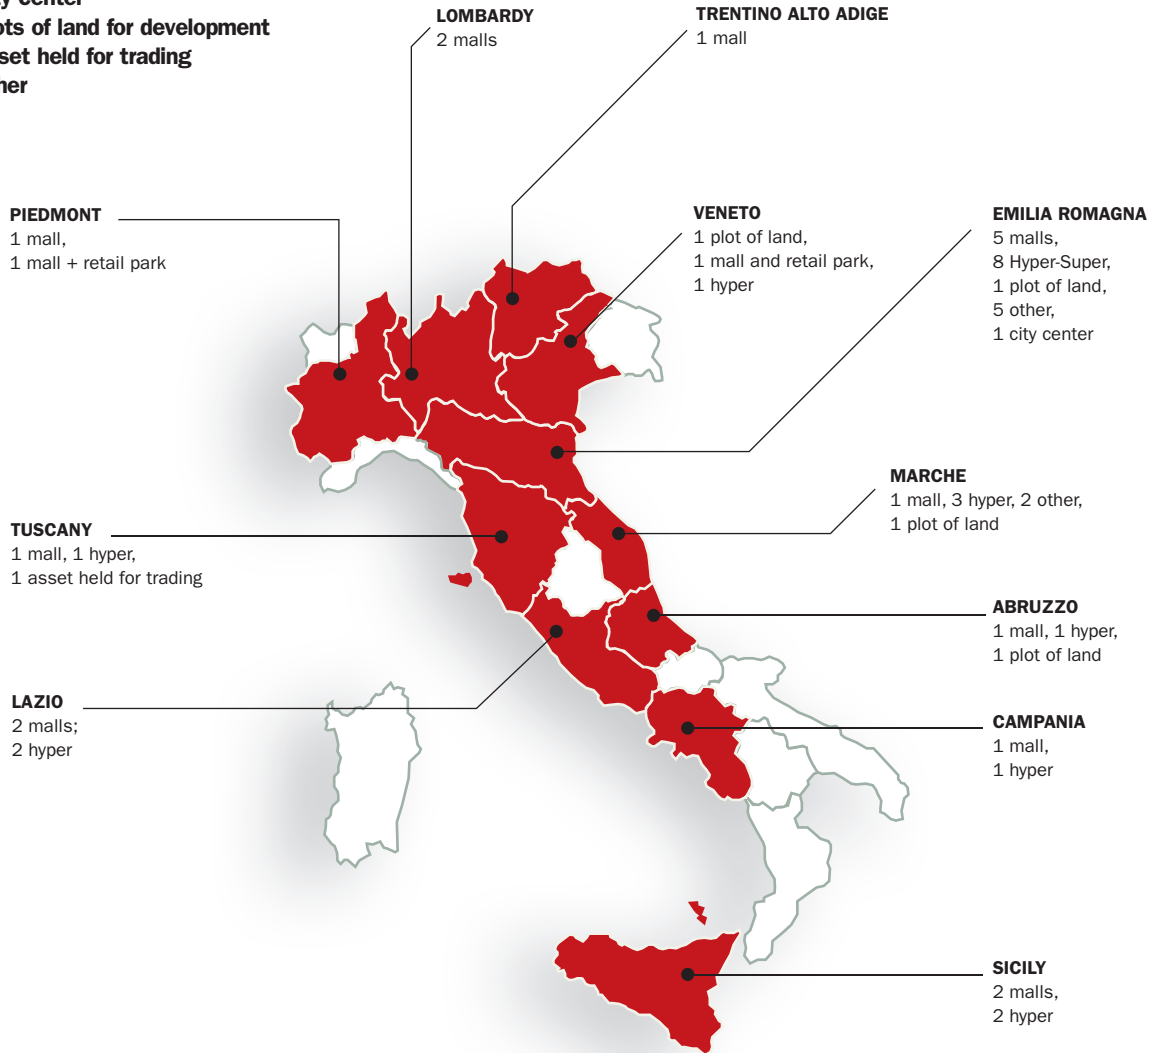 ots of land for development
set held for trading
LOMBARDY
2 malls
TRENTINO ALTO ADIGE
1 mall
PIEDMONT
1 mall,
1 mall + retail park
VENETO
1 plot of land,
1 mall and retail park,
1 hyper
EMILIA ROMAGNA
5 malls,
8 Hyper-Super,
1 plot of land,
5 other,
1 city center
MARCHE
1 mall, 3 hyper, 2 other,
1 plot of land
TUSCANY
1 mall, 1 hyper,
1 asset held for trading
ABRUZZO
1 mall, 1 hyper,
1 plot of land
LAZIO
2 malls;
2 hyper
CAMPANIA
1 mall,
1 hyper
SICILY
2 malls,
2 hyper